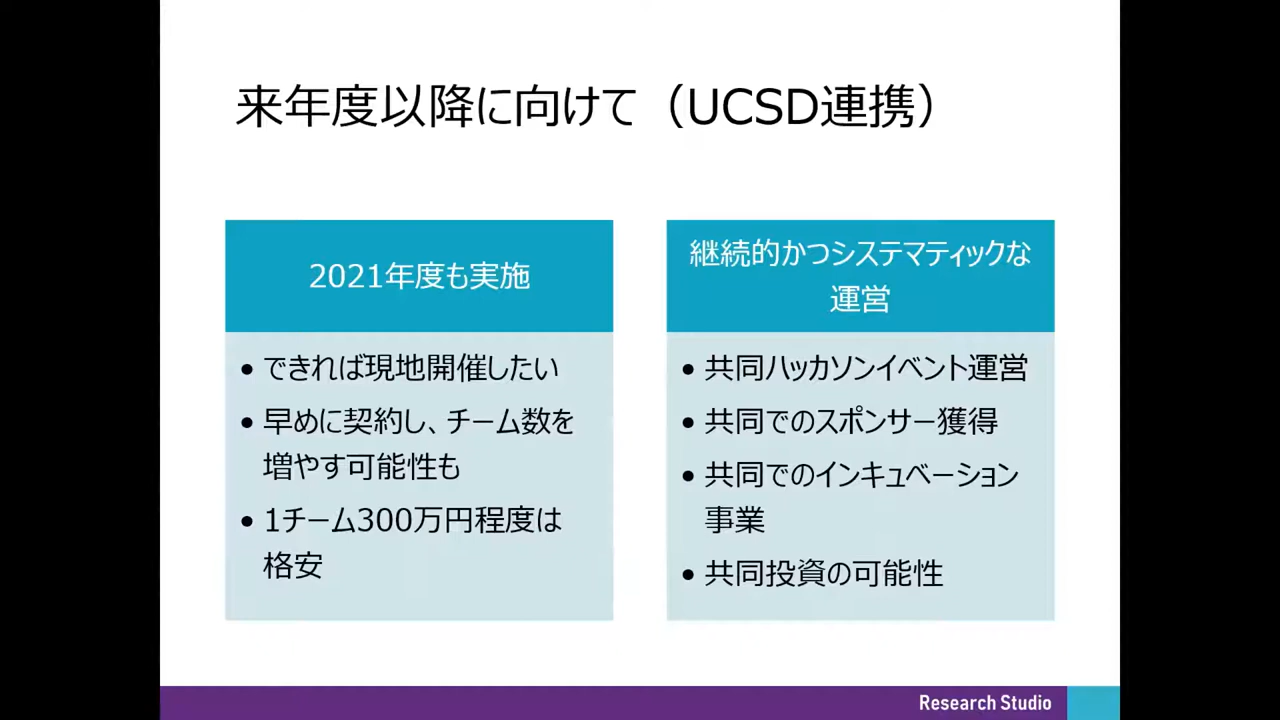 来年度以降に向けて（UCSD連携）
2021年度も実施
• できれば現地開催したい
• 早めに契約し、チーム数を
増やす可能性も
• 1チーム300万円程度は
格安
継続的かつシステマティックな
運営
• 共同ハッカソンイベント運営
• 共同でのスポンサー獲得
• 共同でのインキュベーション
事業
• 共同投資の可能性
Research Studio